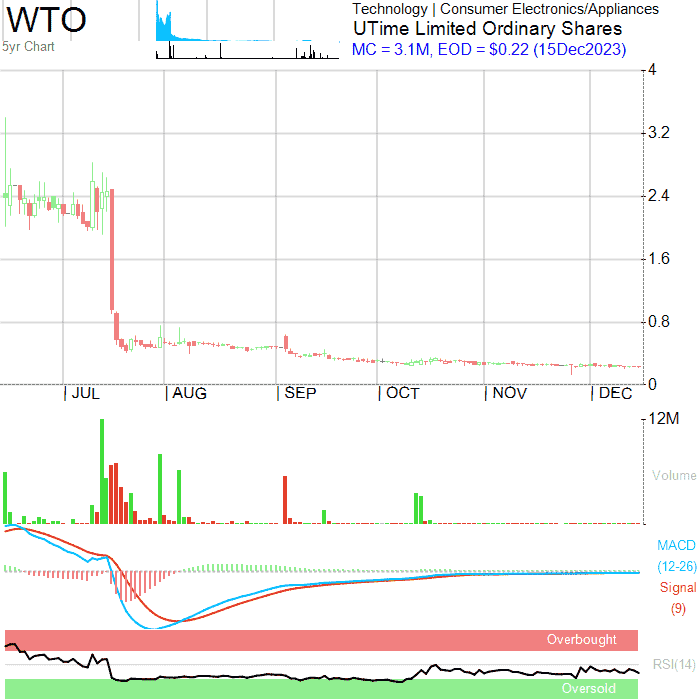 WTO
5yr Chart
Technology | Consumer Electronics/Appliances
UTime Limited Ordinary Shares
MC = 3.1M, EOD = $0.22 (15Dec2023)
4
3.2
2.4
1.6
0.8
0
JUL
AUG
SEP
OCT
NOV
DEC
12M
Volume
MACD
(12-26)
Signal
(9)
Overbought
RSI(14)
Oversold